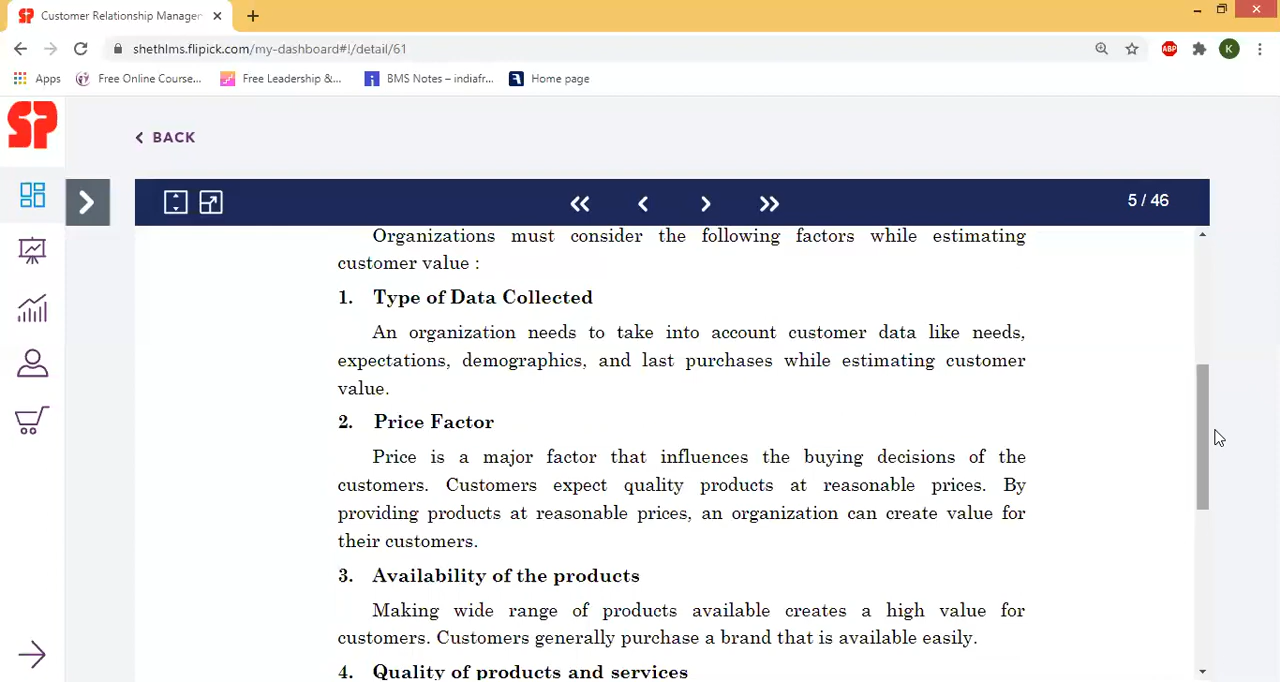 Customer Relationship Manager
shethlms.flipick.com/my-dashboard#!/detail/61
ABP
K
Apps
Free Online Course...
Free Leadership &...
BMS Notes – indiafr...
Home page
SP
BACK
5 / 46
Organizations must consider the following factors while estimating
customer value :
1. Type of Data Collected
An organization needs to take into account customer data like needs,
expectations, demographics, and last purchases while estimating customer
value.
2. Price Factor
Price is a major factor that influences the buying decisions of the
customers. Customers expect quality products at reasonable prices. By
providing products at reasonable prices, an organization can create value for
their customers.
3. Availability of the products
Making wide range of products available creates a high value for
customers. Customers generally purchase a brand that is available easily.
4. Quality of products and services